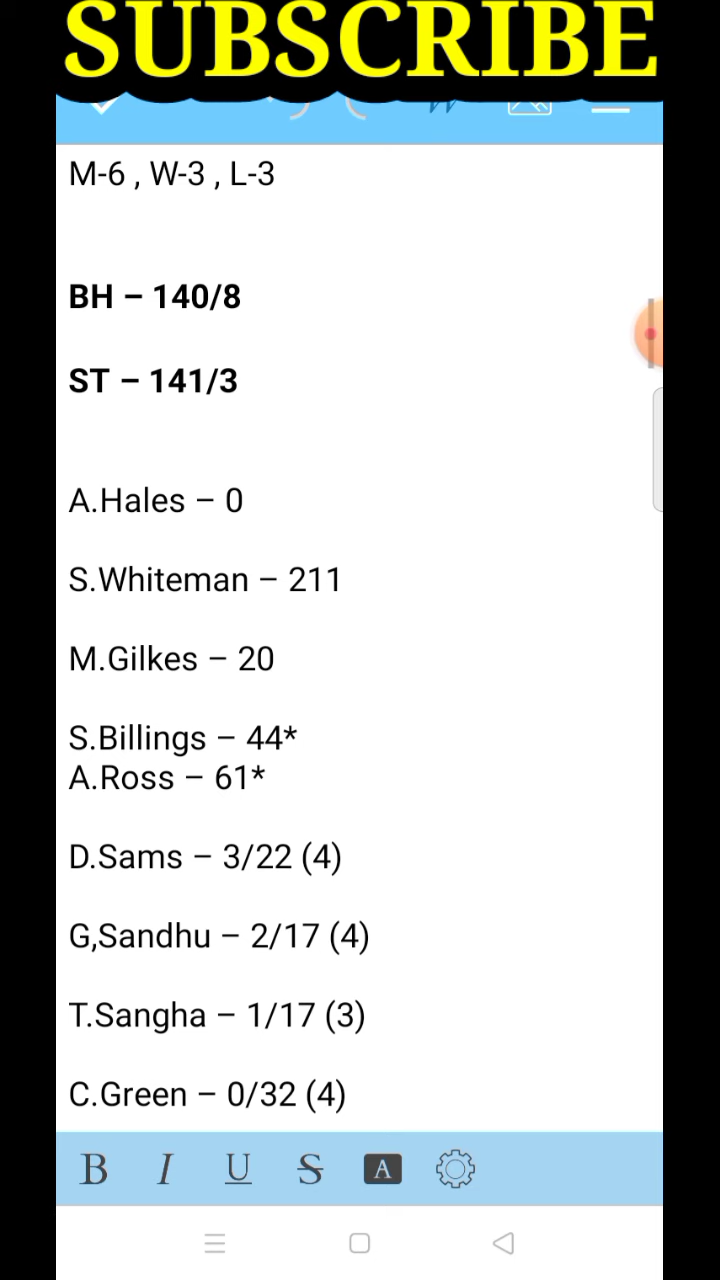 SUBSCRIBE
M-6 , W-3 , L-3
BH – 140/8
ST – 141/3
A.Hales – 0
S.Whiteman – 211
M.Gilkes – 20
S.Billings – 44*
A.Ross – 61*
D.Sams – 3/22 (4)
G,Sandhu – 2/17 (4)
T.Sangha – 1/17 (3)
C.Green – 0/32 (4)
B I U S A